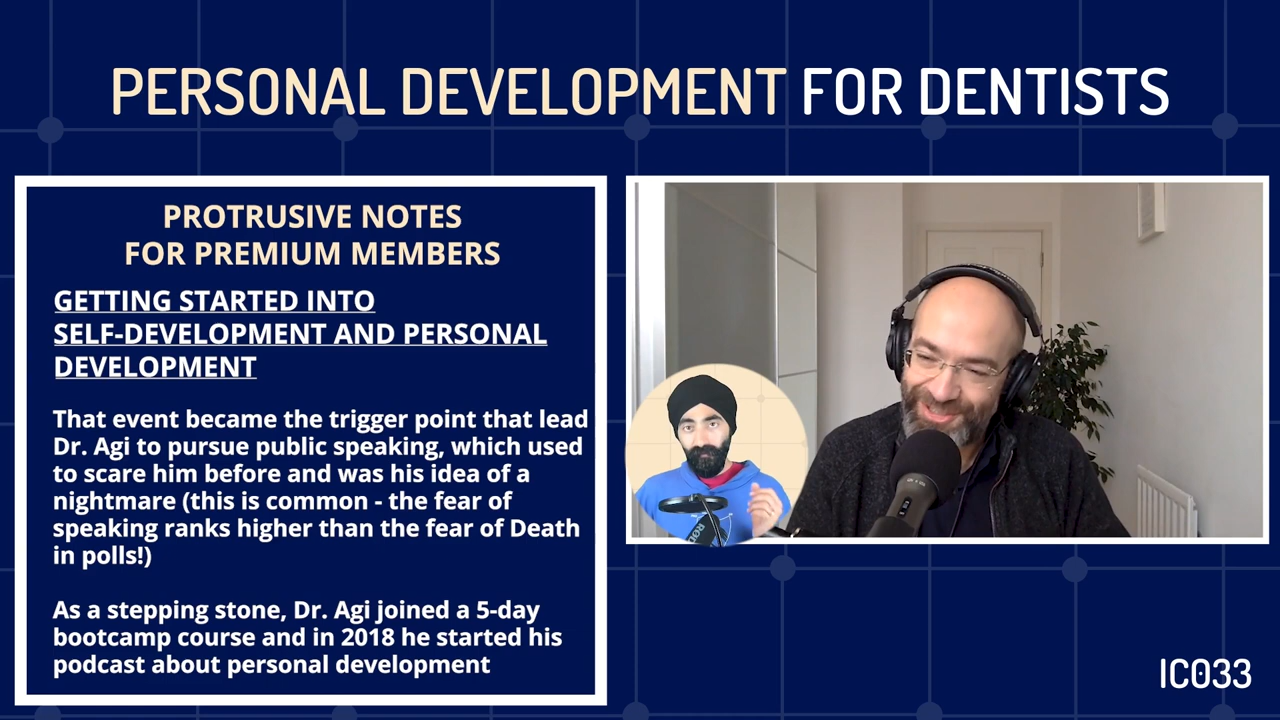 PERSONAL DEVELOPMENT FOR DENTISTS
PROTRUSIVE NOTES
FOR PREMIUM MEMBERS
GETTING STARTED INTO
SELF-DEVELOPMENT AND PERSONAL
DEVELOPMENT
That event became the trigger point that lead
Dr. Agi to pursue public speaking, which used
to scare him before and was his idea of a
nightmare (this is common - the fear of
speaking ranks higher than the fear of Death
in polls!)
As a stepping stone, Dr. Agi joined a 5-day
bootcamp course and in 2018 he started his
podcast about personal development
RØDE
IC033